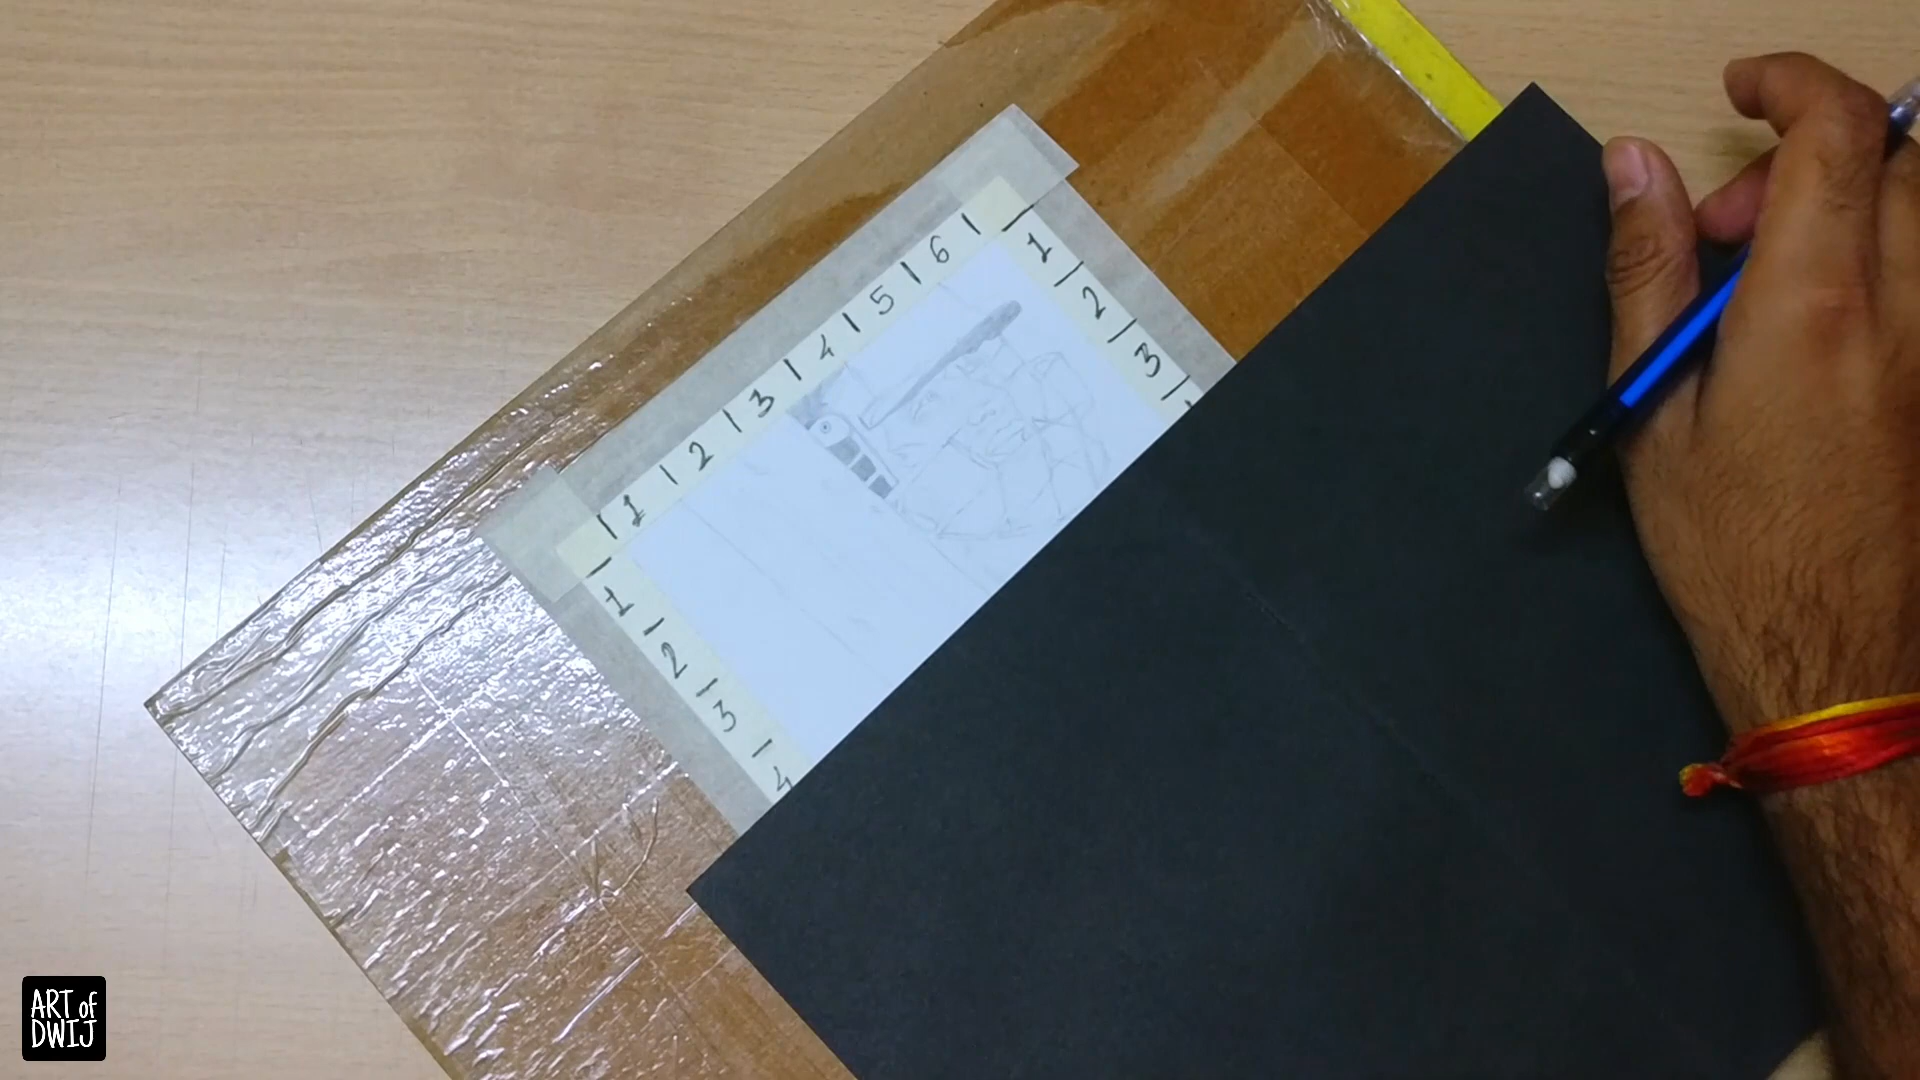 1 | 2 | 3 | 4 | 5 | 6 |
1 / 2 / 3 /
1 / 2 / 3 / 4
ART of
DWIJ